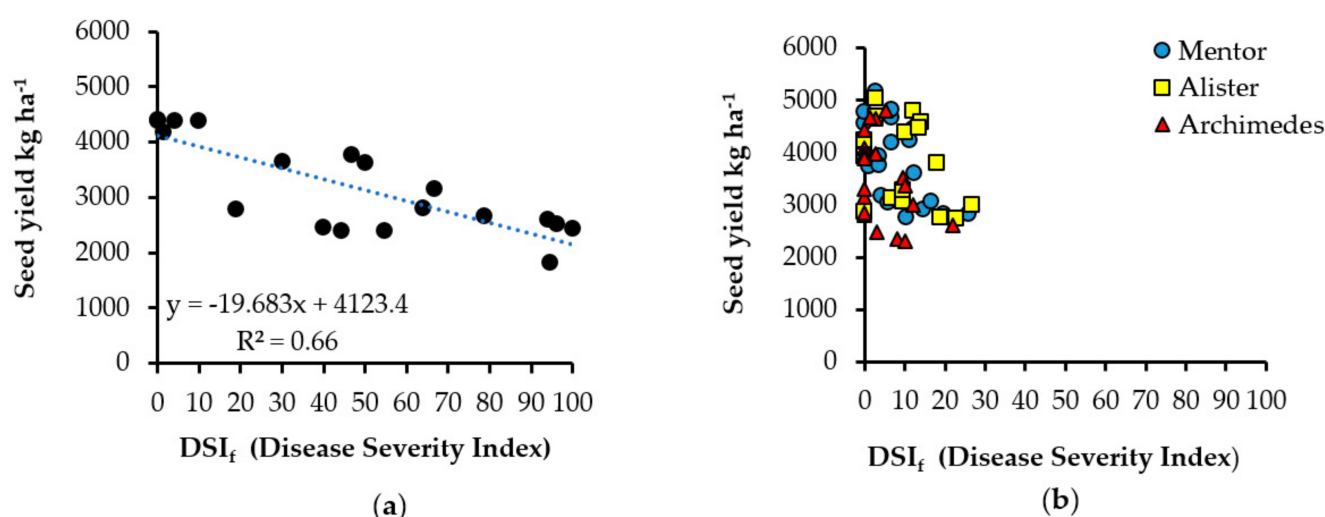 6000
5000
4000
3000
2000
1000
0
Seed yield kg ha⁻¹
y = -19.683x + 4123.4
R² = 0.66
0 10 20 30 40 50 60 70 80 90 100
DSIf (Disease Severity Index)
(a)
6000
5000
4000
3000
2000
1000
0
Seed yield kg ha⁻¹
Mentor
Alister
Archimedes
0 10 20 30 40 50 60 70 80 90 100
DSIf (Disease Severity Index)
(b)